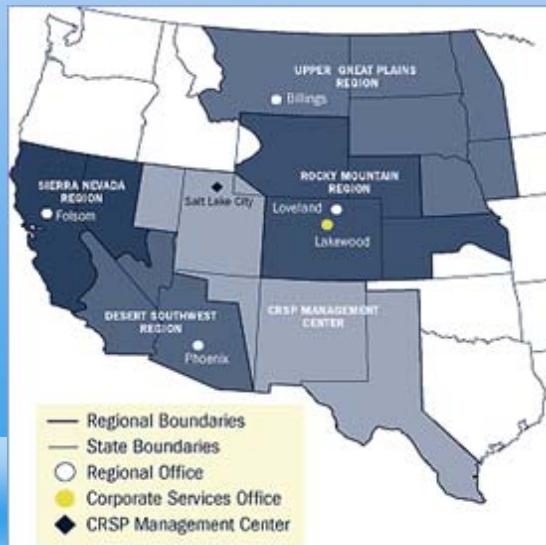 UPPER GREAT PLAINS
REGION
Billings
ROCKY MOUNTAIN
REGION
SIERRA NEVADA
REGION
Folsom
Salt Lake City
Loveland
Lakewood
DESERT SOUTHWEST
REGION
CRSP MANAGEMENT
CENTER
Phoenix
Regional Boundaries
State Boundaries
Regional Office
Corporate Services Office
CRSP Management Center